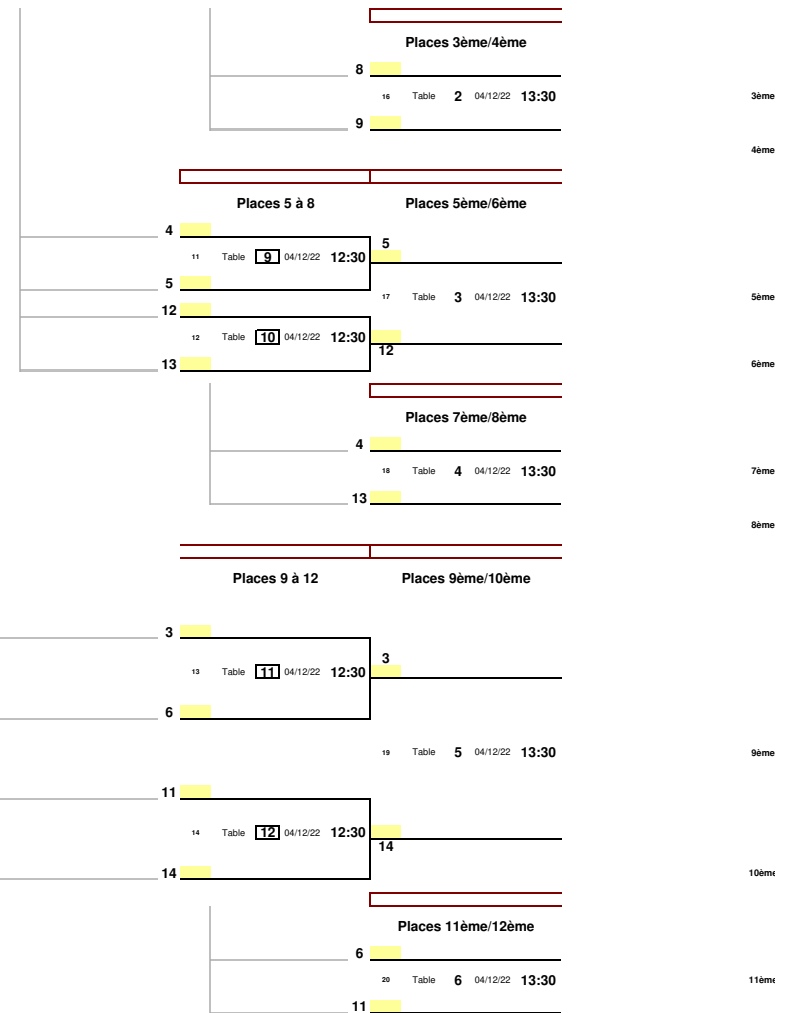 Places 3ème/4ème
8
16 Table 2 04/12/22 13:30 3ème
9
4ème
Places 5 à 8 Places 5ème/6ème
4
5
11 Table 9 04/12/22 12:30
5
17 Table 3 04/12/22 13:30 5ème
12
12 Table 10 04/12/22 12:30
12
13
6ème
Places 7ème/8ème
4
18 Table 4 04/12/22 13:30 7ème
13
8ème
Places 9 à 12 Places 9ème/10ème
3
3
13 Table 11 04/12/22 12:30
6
19 Table 5 04/12/22 13:30 9ème
11
14 Table 12 04/12/22 12:30
14
14
10ème
Places 11ème/12ème
6
20 Table 6 04/12/22 13:30 11ème
11